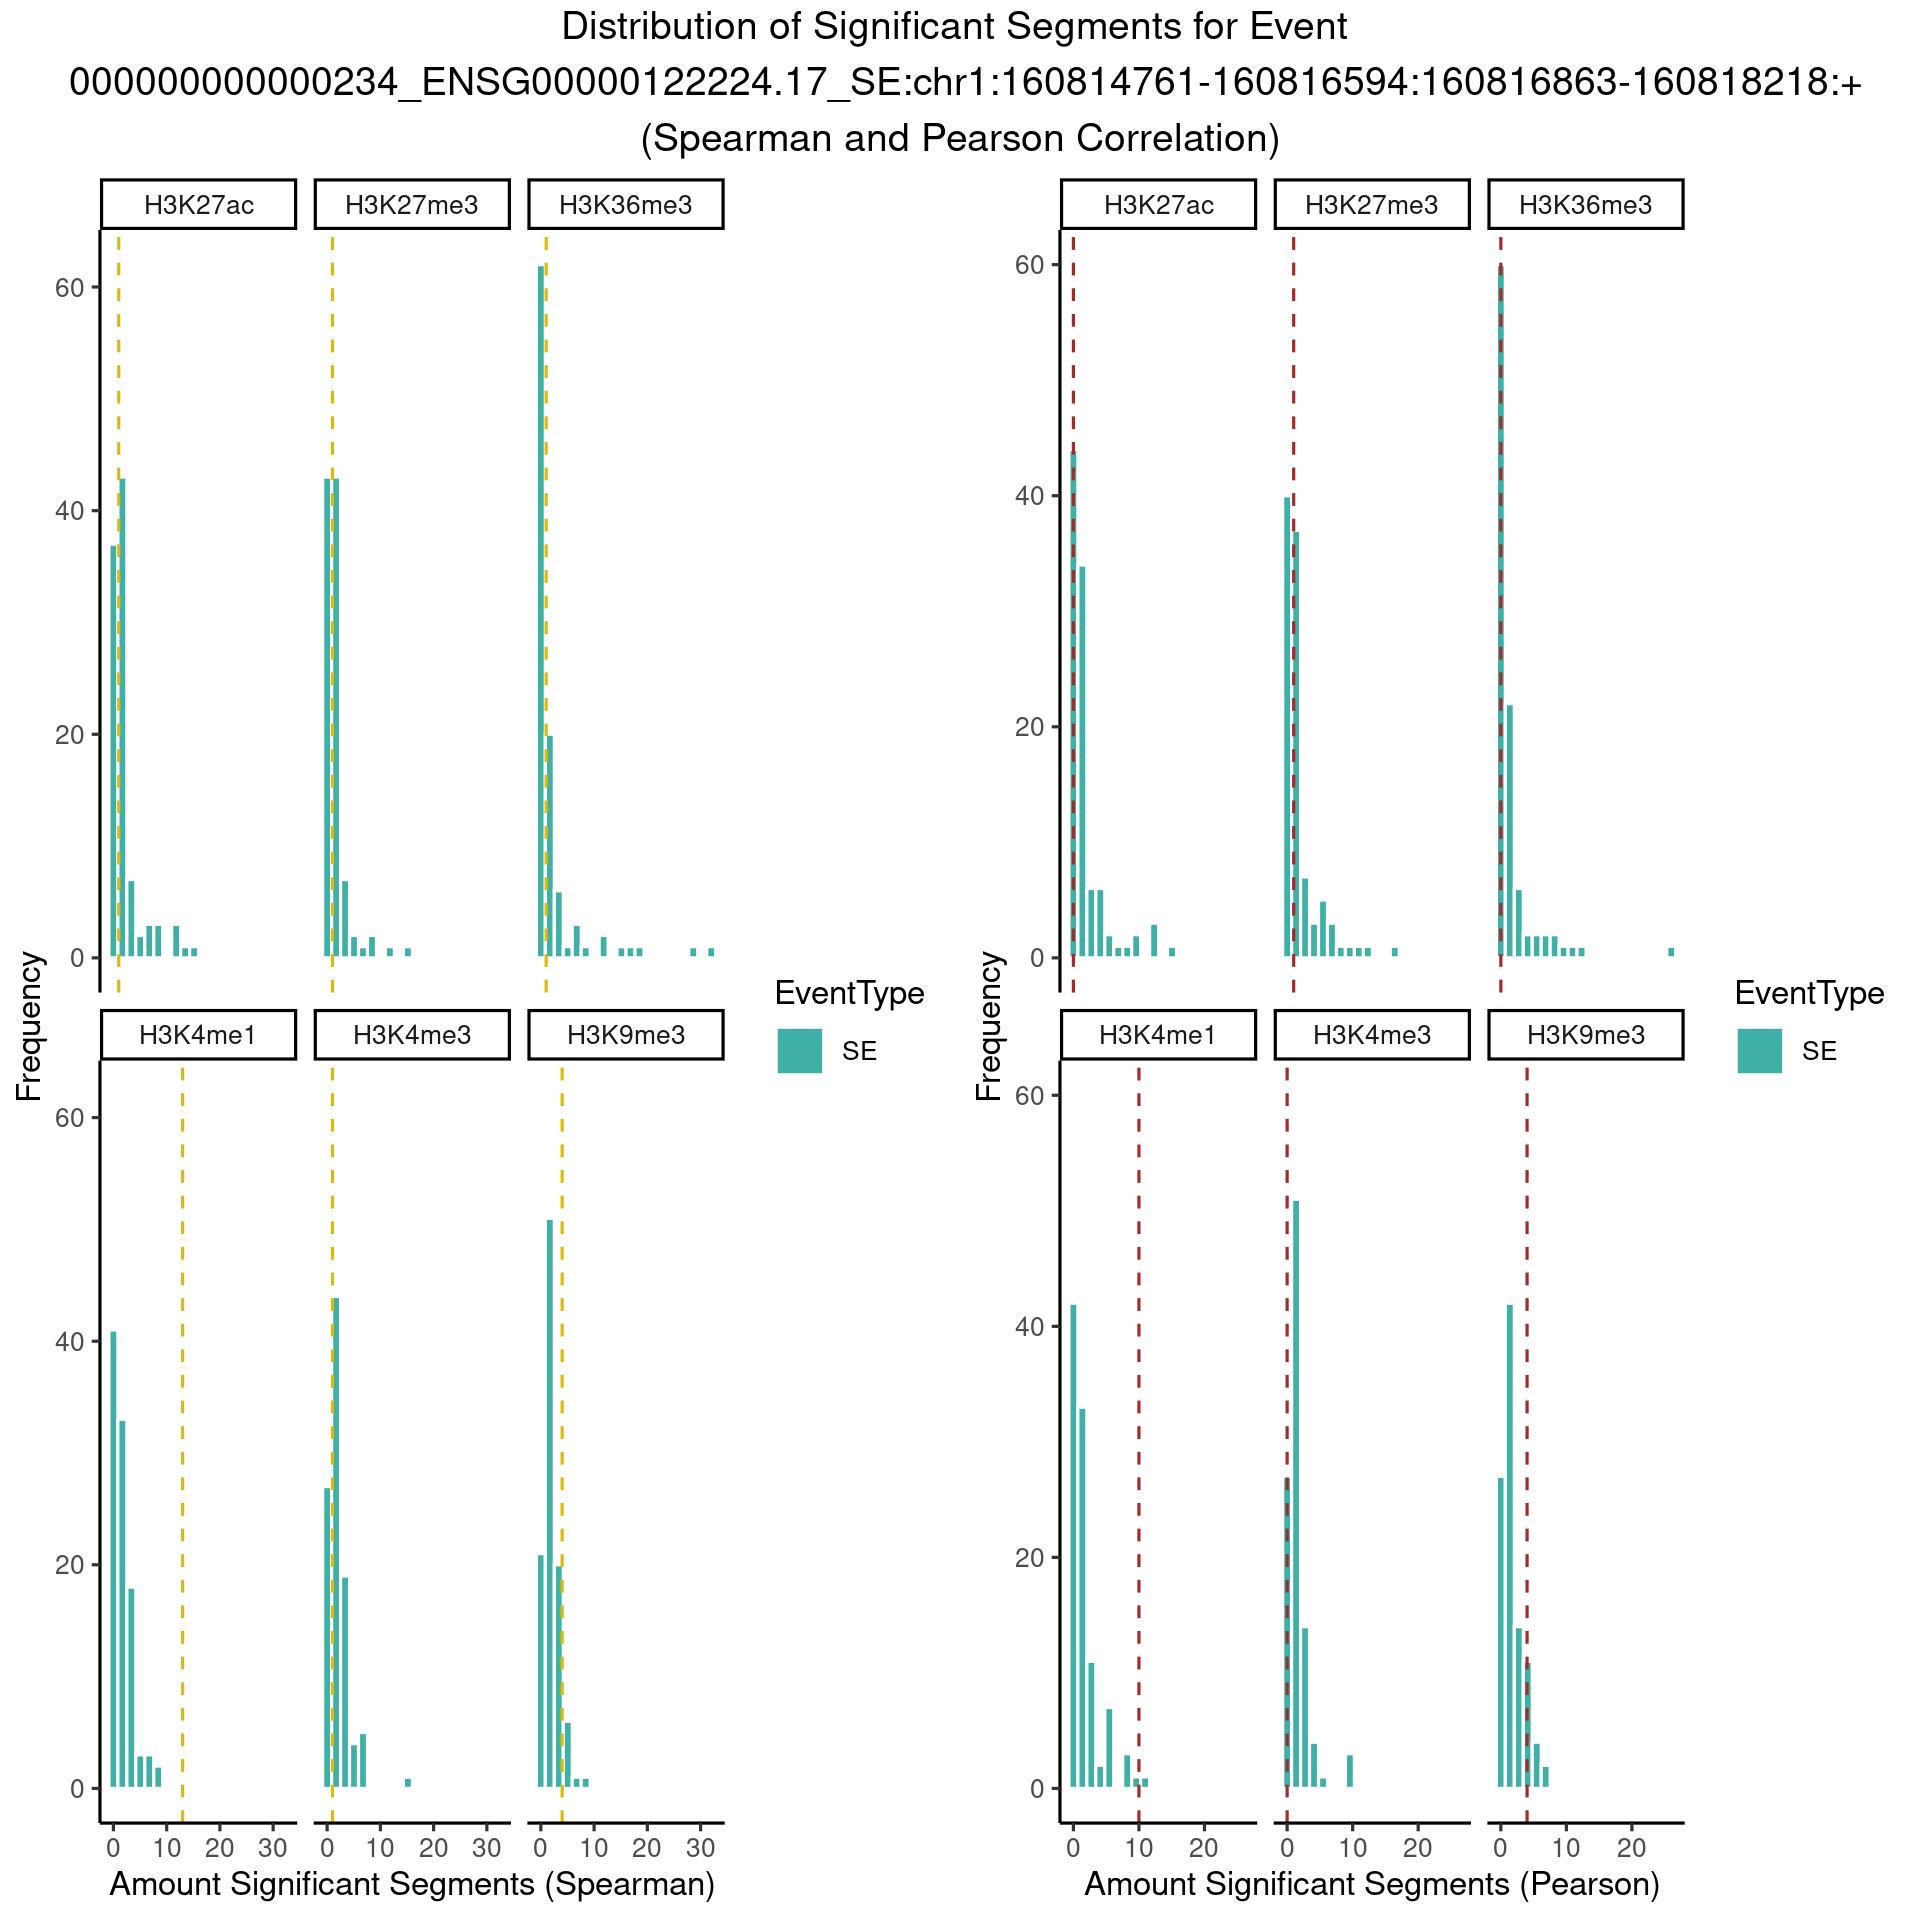 Distribution of Significant Segments for Event
000000000000234_ENSG00000122224.17_SE:chr1:160814761-160816594:160816863-160818218:+
(Spearman and Pearson Correlation)
H3K27ac
H3K27me3
H3K36me3
60
40
20
0
H3K4me1
H3K4me3
H3K9me3
60
40
20
0
0 10 20 30
0 10 20 30
0 10 20 30
Frequency
Amount Significant Segments (Spearman)
EventType
SE
H3K27ac
H3K27me3
H3K36me3
60
40
20
0
H3K4me1
H3K4me3
H3K9me3
60
40
20
0
0 10 20
0 10 20
0 10 20
Frequency
Amount Significant Segments (Pearson)
EventType
SE